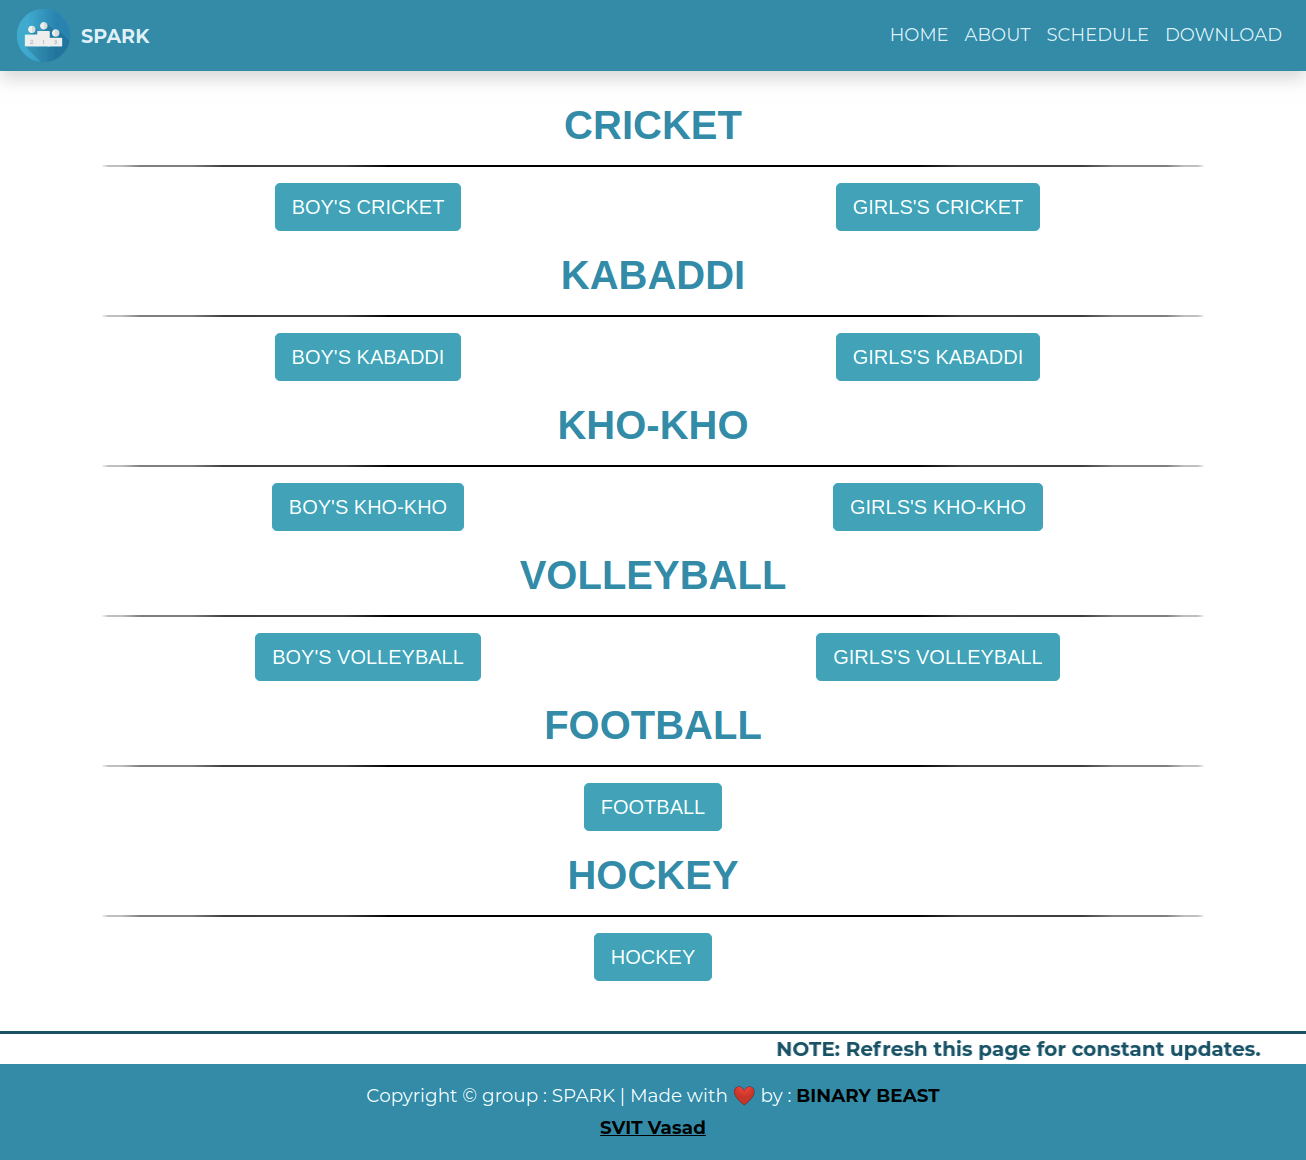 SPARK
HOME ABOUT SCHEDULE DOWNLOAD
CRICKET
BOY'S CRICKET GIRLS'S CRICKET
KABADDI
BOY'S KABADDI GIRLS'S KABADDI
KHO-KHO
BOY'S KHO-KHO GIRLS'S KHO-KHO
VOLLEYBALL
BOY'S VOLLEYBALL GIRLS'S VOLLEYBALL
FOOTBALL
FOOTBALL
HOCKEY
HOCKEY
NOTE: Refresh this page for constant updates.
Copyright © group : SPARK | Made with ❤️ by : BINARY BEAST
SVIT Vasad